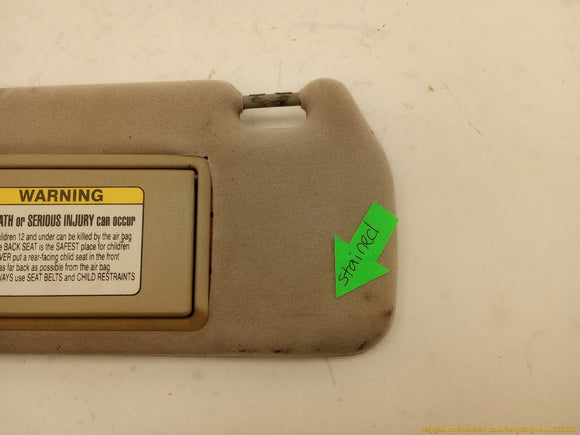 WARNING
ATH or SERIOUS INJURY can occur
ildren 12 and under can be killed by the air bag
e BACK SEAT is the SAFEST place for children
VER put a rear-facing child seat in the front
as far back as possible from the air bag
WAYS use SEAT BELTS and CHILD RESTRAINTS
stained